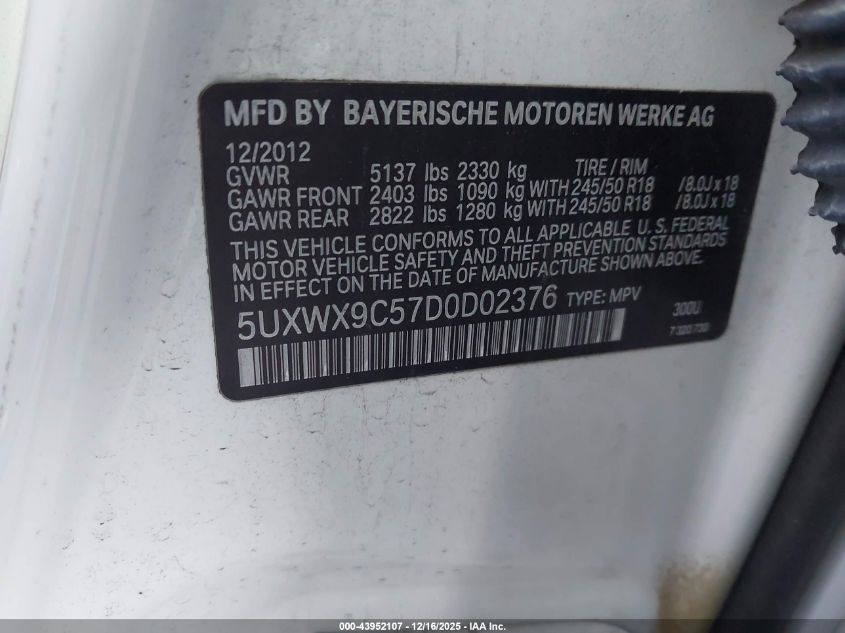 MFD BY BAYERISCHE MOTOREN WERKE AG
12/2012
GVWR 5137 lbs 2330 kg TIRE / RIM
GAWR FRONT 2403 lbs 1090 kg WITH 245/50 R18 /8.0J x 18
GAWR REAR 2822 lbs 1280 kg WITH 245/50 R18 /8.0J x 18
THIS VEHICLE CONFORMS TO ALL APPLICABLE U. S. FEDERAL
MOTOR VEHICLE SAFETY AND THEFT PREVENTION STANDARDS
IN EFFECT ON THE DATE OF MANUFACTURE SHOWN ABOVE.
5UXWX9C57D0D02376 TYPE: MPV
300U
000-43952107 - 12/16/2025 - IAA Inc.